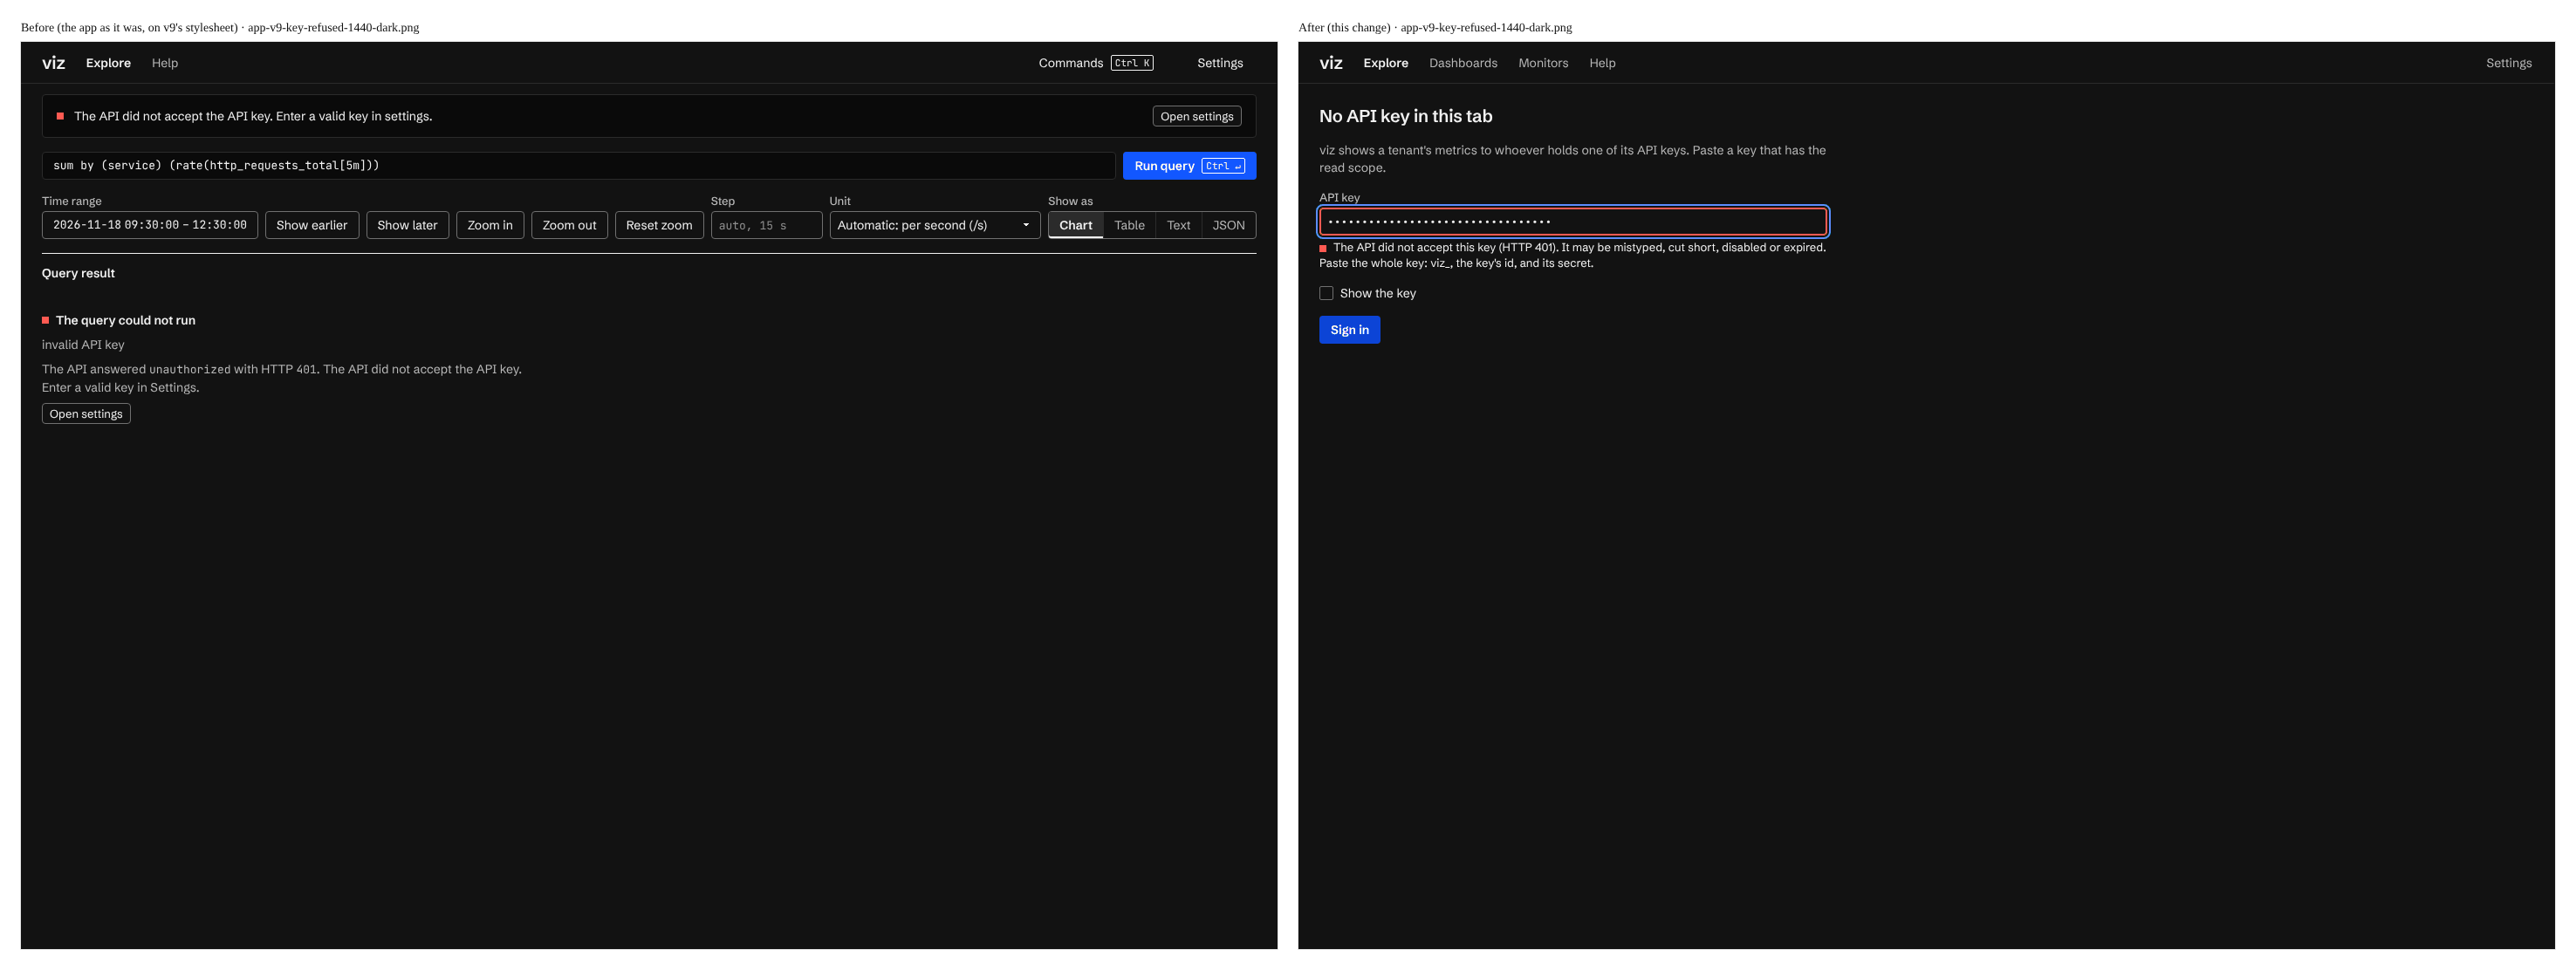 Before (the app as it was, on v9's stylesheet) · app-v9-key-refused-1440-dark.png
viz Explore Help Commands Ctrl K Settings
The API did not accept the API key. Enter a valid key in settings. Open settings
sum by (service) (rate(http_requests_total[5m])) Run query Ctrl ↵
Time range Step Unit Show as
2026-11-18 09:30:00 – 12:30:00 Show earlier Show later Zoom in Zoom out Reset zoom auto, 15 s Automatic: per second (/s) Chart Table Text JSON
Query result
The query could not run
invalid API key
The API answered unauthorized with HTTP 401. The API did not accept the API key.
Enter a valid key in Settings.
Open settings
After (this change) · app-v9-key-refused-1440-dark.png
viz Explore Dashboards Monitors Help Settings
No API key in this tab
viz shows a tenant's metrics to whoever holds one of its API keys. Paste a key that has the
read scope.
API key
The API did not accept this key (HTTP 401). It may be mistyped, cut short, disabled or expired.
Paste the whole key: viz_, the key's id, and its secret.
Show the key
Sign in